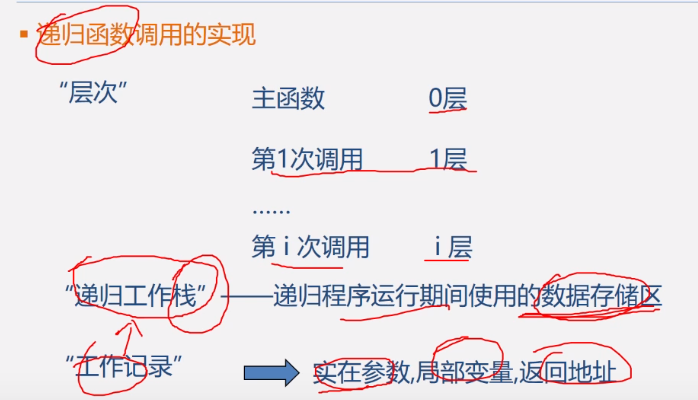 ▪ 递归函数调用的实现
“层次”
主函数 0层
第1次调用 1层
……
第 i 次调用 i 层
“递归工作栈” ——递归程序运行期间使用的数据存储区
“工作记录” 实在参数,局部变量,返回地址